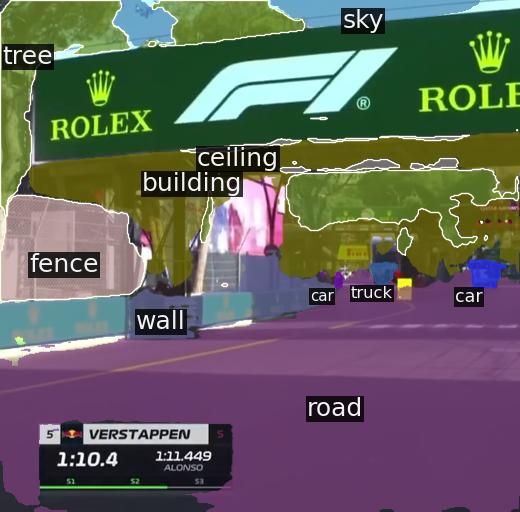 sky
tree
ROLEX
F1®
ROLE
ceiling
building
fence
Pirelli
car
truck
car
wall
road
5 VERSTAPPEN 5
1:10.4 1:11.449
ALONSO
S1 S2 S3